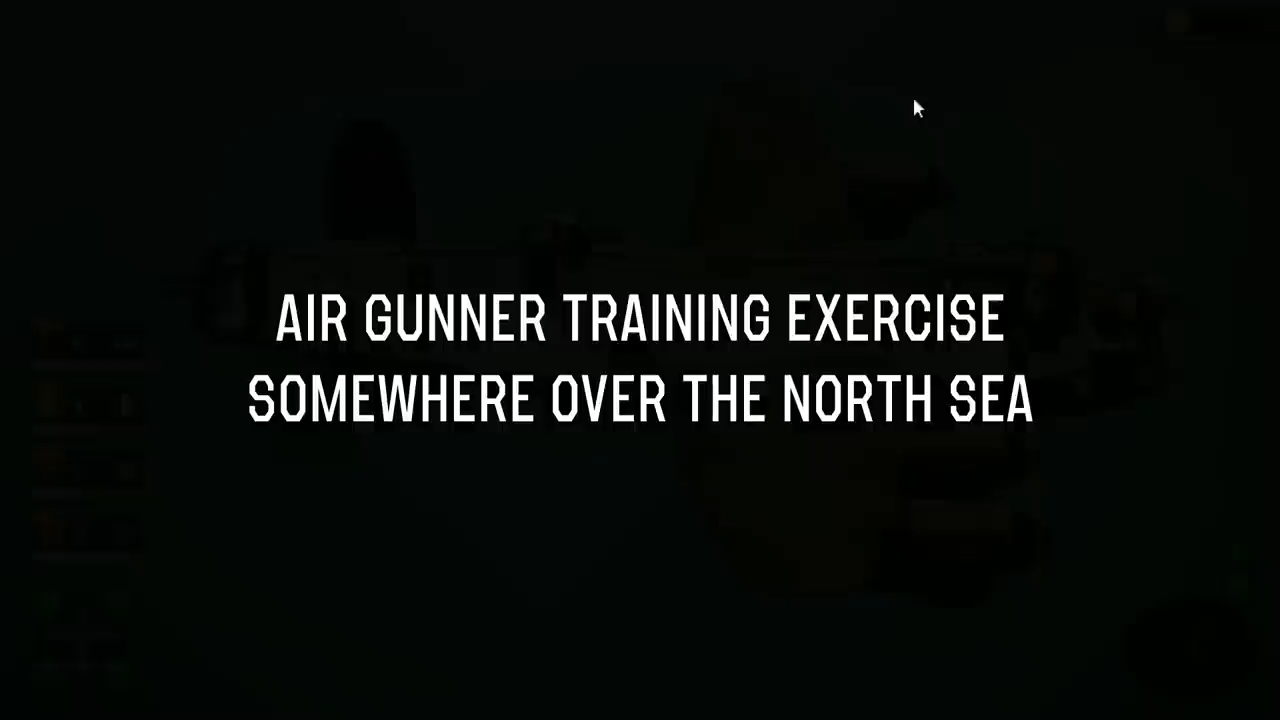 AIR GUNNER TRAINING EXERCISE
SOMEWHERE OVER THE NORTH SEA